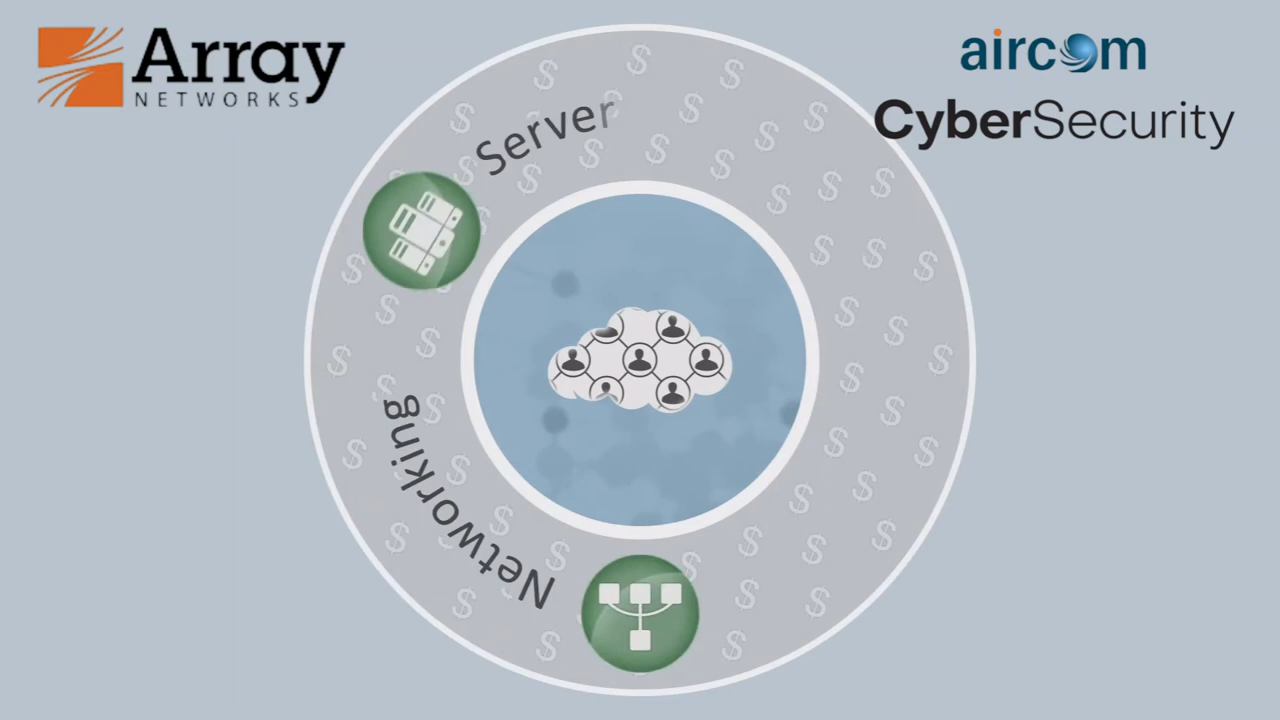 Array
NETWORKS
aircom
CyberSecurity
Server
Networking